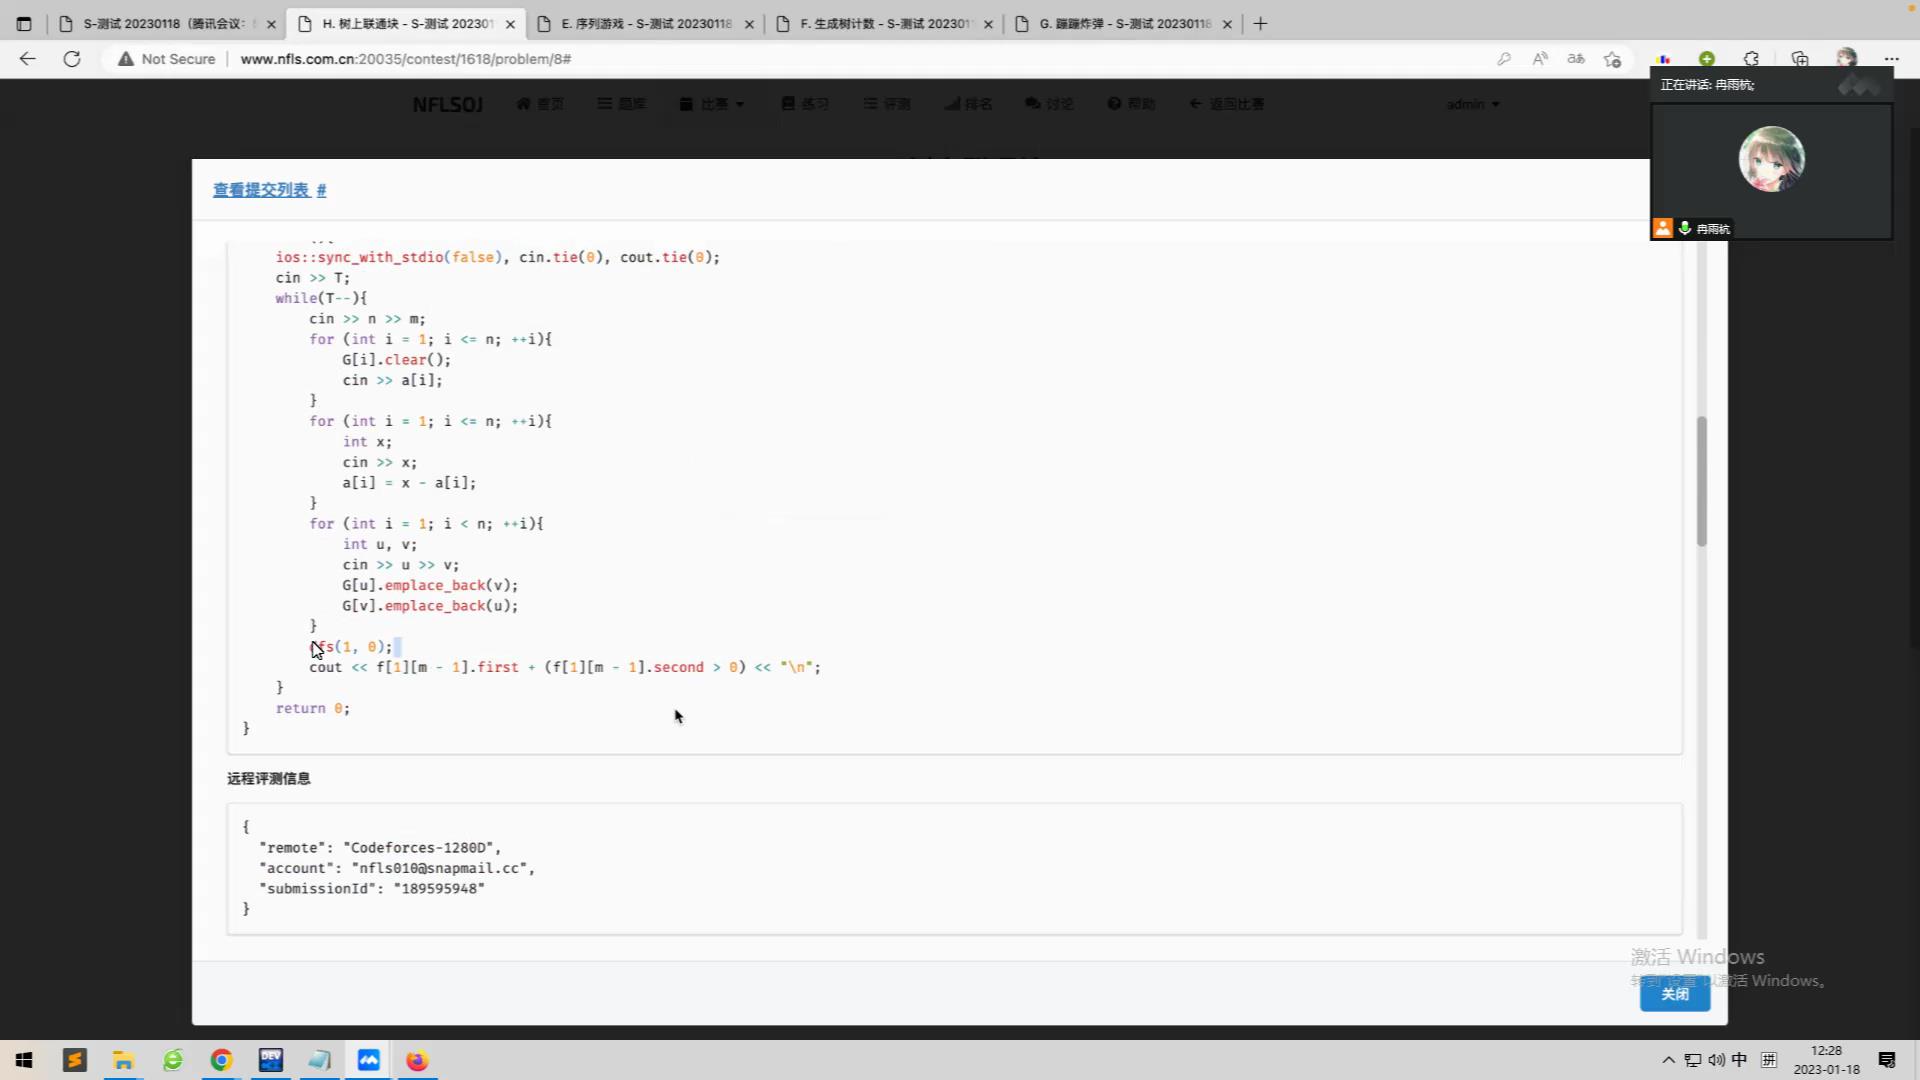 S-测试 20230118（腾讯会议:
H. 树上联通块 - S-测试 20230
E. 序列游戏 - S-测试 20230118
F. 生成树计数 - S-测试 2023011
G. 蹦蹦炸弹 - S-测试 20230118
Not Secure
www.nfls.com.cn:20035/contest/1618/problem/8#
正在讲话: 冉雨杭;
NFLSOJ
首页
题库
比赛
练习
评测
排名
讨论
帮助
返回比赛
admin
冉雨杭
查看提交列表 #
ios::sync_with_stdio(false), cin.tie(0), cout.tie(0);
cin >> T;
while(T--){
cin >> n >> m;
for (int i = 1; i <= n; ++i){
G[i].clear();
cin >> a[i];
}
for (int i = 1; i <= n; ++i){
int x;
cin >> x;
a[i] = x - a[i];
}
for (int i = 1; i < n; ++i){
int u, v;
cin >> u >> v;
G[u].emplace_back(v);
G[v].emplace_back(u);
}
dfs(1, 0);
cout << f[1][m - 1].first + (f[1][m - 1].second > 0) << "\n";
}
return 0;
}
远程评测信息
{
"remote": "Codeforces-1280D",
"account": "nfls010@snapmail.cc",
"submissionId": "189595948"
}
激活 Windows
转到"设置"以激活 Windows。
关闭
DEV
中
拼
12:28
2023-01-18